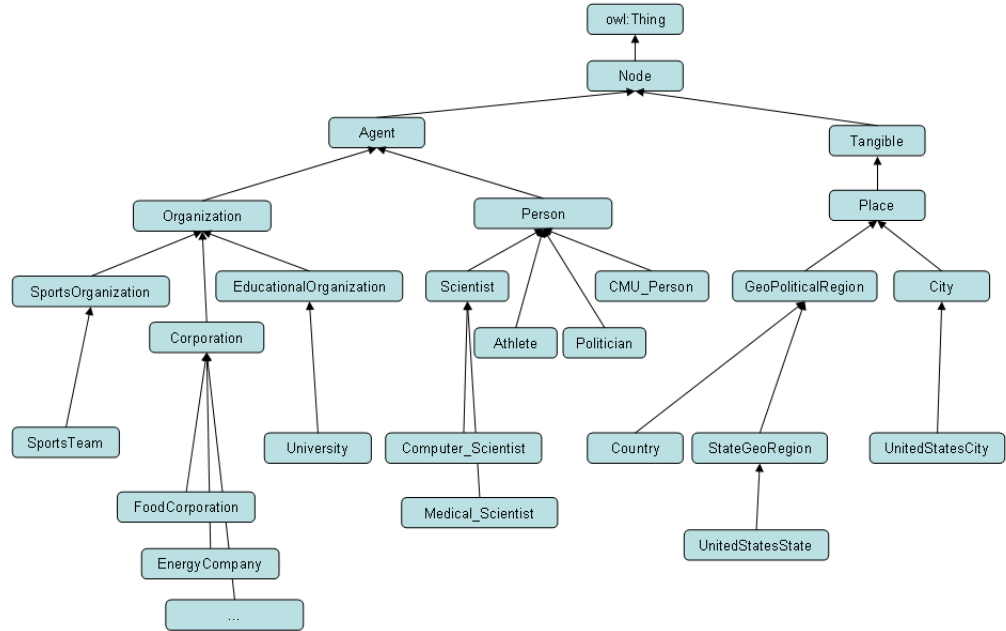 owl:Thing
Node
Agent
Tangible
Organization
Person
Place
SportsOrganization
EducationalOrganization
Scientist
CMU_Person
GeoPoliticalRegion
City
Corporation
Athlete
Politician
SportsTeam
University
Computer_Scientist
Country
StateGeoRegion
UnitedStatesCity
FoodCorporation
Medical_Scientist
UnitedStatesState
EnergyCompany
...